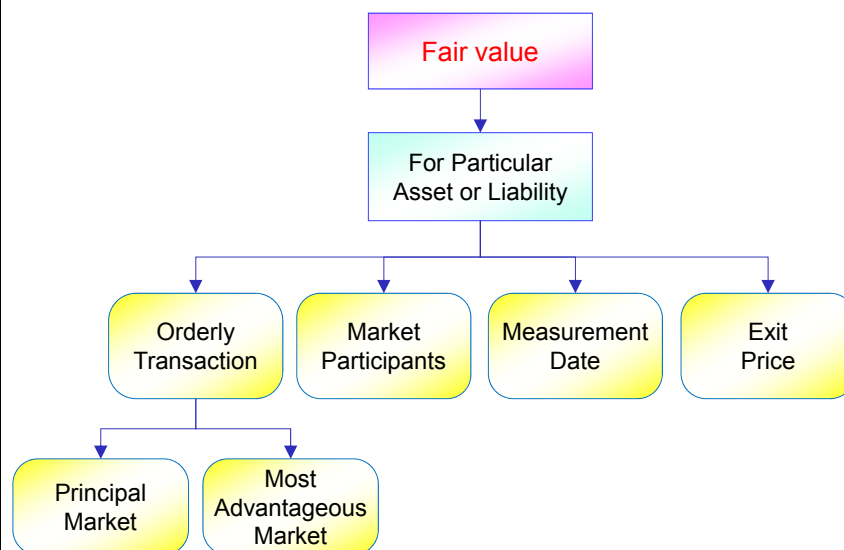 Fair value
For Particular
Asset or Liability
Orderly
Transaction
Market
Participants
Measurement
Date
Exit
Price
Principal
Market
Most
Advantageous
Market